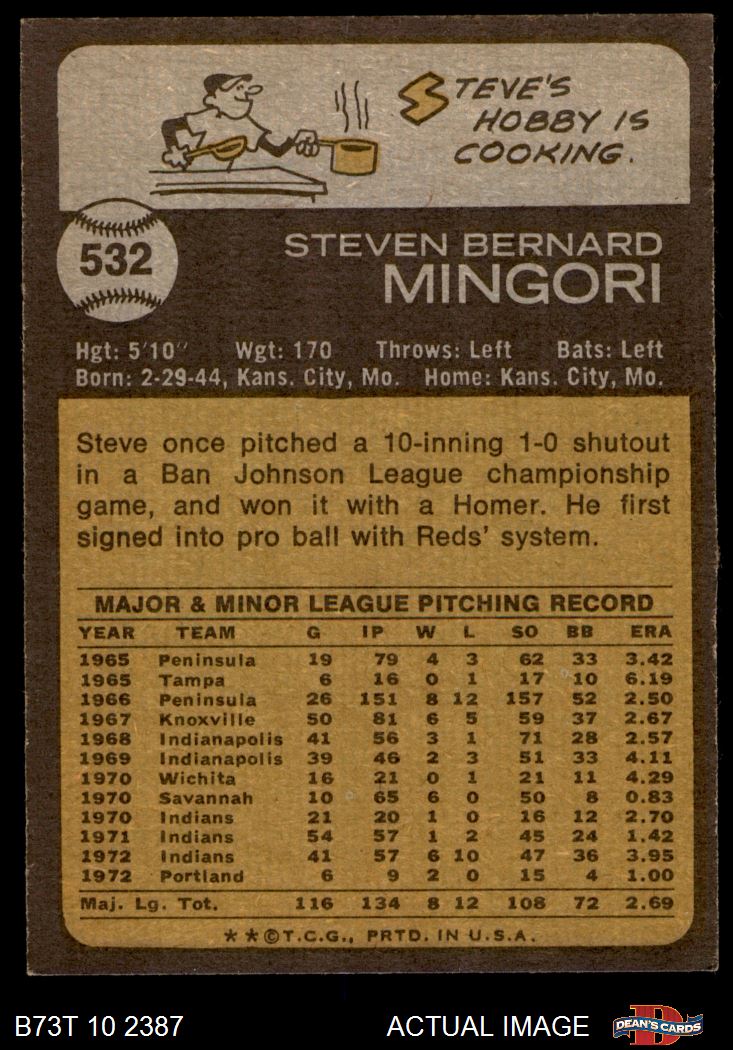 STEVE'S
HOBBY IS
COOKING.
532
STEVEN BERNARD
MINGORI
Hgt: 5'10" Wgt: 170 Throws: Left Bats: Left
Born: 2-29-44, Kans. City, Mo. Home: Kans. City, Mo.
Steve once pitched a 10-inning 1-0 shutout
in a Ban Johnson League championship
game, and won it with a Homer. He first
signed into pro ball with Reds' system.
MAJOR & MINOR LEAGUE PITCHING RECORD
YEAR TEAM G IP W L SO BB ERA
1965 Peninsula 19 79 4 3 62 33 3.42
1965 Tampa 6 16 0 1 17 10 6.19
1966 Peninsula 26 151 8 12 157 52 2.50
1967 Knoxville 50 81 6 5 59 37 2.67
1968 Indianapolis 41 56 3 1 71 28 2.57
1969 Indianapolis 39 46 2 3 51 33 4.11
1970 Wichita 16 21 0 1 21 11 4.29
1970 Savannah 10 65 6 0 50 8 0.83
1970 Indians 21 20 1 0 16 12 2.70
1971 Indians 54 57 1 2 45 24 1.42
1972 Indians 41 57 6 10 47 36 3.95
1972 Portland 6 9 2 0 15 4 1.00
Maj. Lg. Tot. 116 134 8 12 108 72 2.69
★★©T.C.G., PRTD. IN U.S.A.
B73T 10 2387 ACTUAL IMAGE DEAN'S CARDS